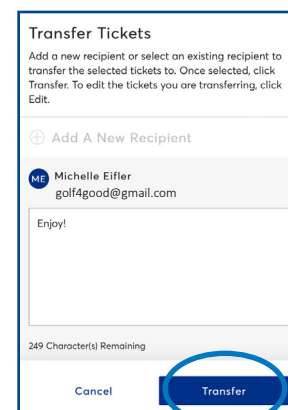 Transfer Tickets
Add a new recipient or select an existing recipient to
transfer the selected tickets to. Once selected, click
Transfer. To edit the tickets you are transferring, click
Edit.
Add A New Recipient
ME Michelle Eifler
golf4good@gmail.com
Enjoy!
249 Character(s) Remaining
Cancel Transfer